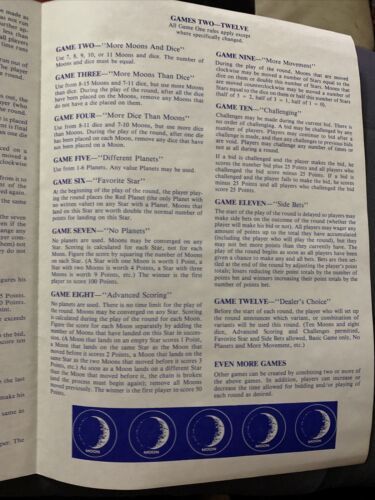 GAMES TWO—TWELVE
All Game One rules apply except
where specifically changed.
GAME TWO—"More Moons And Dice"
Use 7, 8, 9, 10, or 11 Moons and dice. The number of
Moons and dice must be equal.
GAME THREE—"More Moons Than Dice"
Use from 8-15 Moons and 7-11 dice, but use more Moons
than dice. During the game, after all the dice
have been placed on the Moons, remove any Moons that
do not have a die placed on them.
GAME FOUR—"More Dice Than Moons"
Use from 8-11 dice and 7-10 Moons, but use more dice
than Moons. During the play of the round, after one die
has been placed on each Moon, remove any dice that have
not been placed on a Moon.
GAME FIVE—"Different Planets"
Use from 1-6 Planets. Any value Planets may be used.
GAME SIX—"Favorite Star"
At the beginning of the play of the round, the player play-
ing the round places the Red Planet (the only Planet with
no written value) on any Star with a Planet. Moons that
land on this Star are worth double the normal number of
points for landing on this Star.
GAME SEVEN—"No Planets"
No planets are used. Moons may be converged on any
Star. Scoring is calculated for each Star, not for each
Moon. Figure the score by squaring the number of Moons
on each Star. (A Star with one Moon is worth 1 Point, a
Star with two Moons is worth 4 Points, a Star with three
Moons is worth 9 Points, etc.) The winner is the first
player to score 100 Points.
GAME EIGHT—"Advanced Scoring"
No planets are used. There is no time limit for the play of
the round. Moons may be converged on any Star. Scoring
is calculated during the play of the round for each Moon.
Figure the score for each Moon separately by adding the
number of Moons that have landed on this Star in succes-
sion. (A Moon that lands on an empty Star scores 1 Point,
a Moon that lands on the same Star as the Moon that
moved before it scores 2 Points, a Moon that lands on the
same Star as the two Moons that moved before it scores 3
Points, etc.) As soon as a Moon lands on a different Star
than the Moon that moved before it, the chain is broken
(and the process must begin again); remove all Moons
moved previously. The winner is the first player to score 50
Points.
GAME NINE—"More Movement"
During the play of the round, Moons that are moved
clockwise may be moved a number of Stars equal to the
dice on them or double this number. Moons that are
moved counterclockwise may be moved a number of
Stars equal to the dice on them or half this number of Stars
(half of 5 = 2, half of 3 = 1, half of 1 = 0).
GAME TEN—"Challenging"
Challenges may be made during the current bid. There is
no order of challenging. A bid may be challenged by any
number of players. Players may continue to bid after a
challenge is made, and then any challenges to previous bids
are void. Players may challenge any number of times or
not at all during a round.
If a bid is challenged and the player makes the bid, he
scores the number bid plus 25 Points and all players who
challenged the bid score minus 25 Points. If a bid is
challenged and the player fails to make the bid, he scores
minus 25 Points and all players who challenged the bid
score 25 Points.
GAME ELEVEN—"Side Bets"
The start of the play of the round is delayed so players may
make side bets on the outcome of the round (whether the
player will make his bid or not). All players may wager any
amount of points up to the total they have accumulated
(including the player who will play the round), but they
may not bet more points than they currently have. The
play of the round begins as soon as all players have been
given a chance to make any and all bets. Bets are then set-
tled at the end of the round by adjusting the player's point
totals; losers reducing their point totals by the number of
points bet and winners increasing their point totals by the
number of points bet.
GAME TWELVE—"Dealer's Choice"
Before the start of each round, the player who will set up
the round announces which variant, or combination of
variants will be used this round. (Ten Moons and eight
dice, Advanced Scoring and Challenges permitted,
Favorite Star and Side Bets allowed, Basic Game only, No
Planets and More Movement, etc.)
EVEN MORE GAMES
Other games can be created by combining two or more of
the above games. In addition, players can increase or
decrease the time allowed for bidding and/or playing of
each round as desired.
MOON
MOON
MOON
MOON
MOON